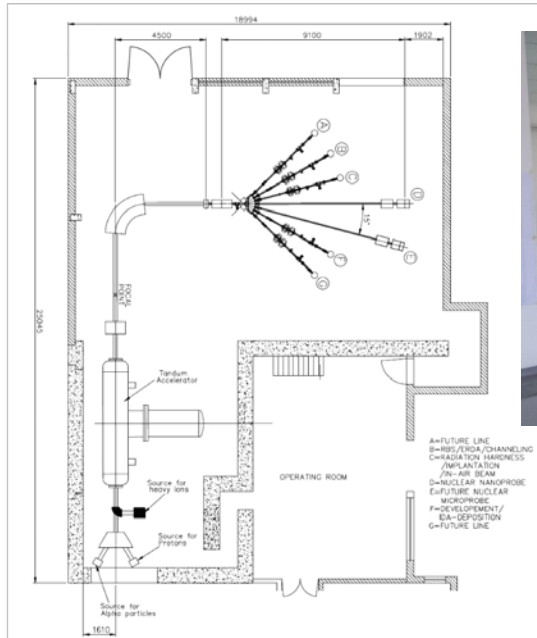 18994
4500
9100
1902
A
B
C
D
15°
E
F
G
25045
FOCAL
POINT
Tandum
Accelerator
Source for
heavy Ions
Source for
Protons
Source for
Alpha particles
1610
OPERATING ROOM
A=FUTURE LINE
B=RBS/ERDA/CHANNELING
C=RADIATION HARDNESS
/IMPLANTATION
/IN-AIR BEAM
D=NUCLEAR NANOPROBE
E=FUTURE NUCLEAR
MICROPROBE
F=DEVELOPEMENT/
IDA-DEPOSITION
G=FUTURE LINE